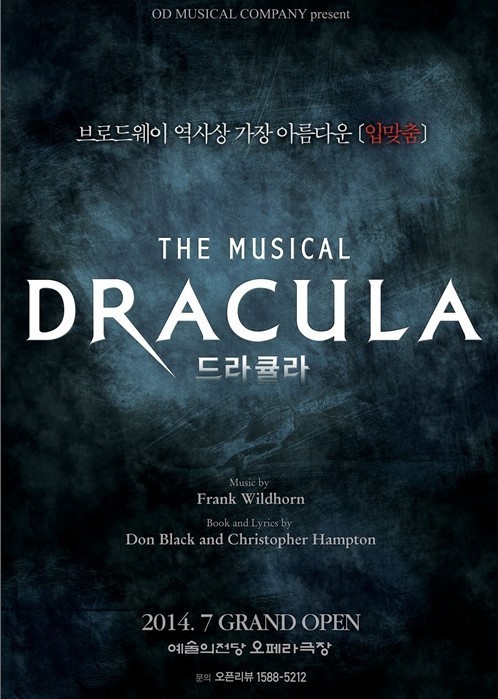 OD MUSICAL COMPANY present
브로드웨이 역사상 가장 아름다운 [입맞춤]
THE MUSICAL
DRACULA
드라큘라
Music by
Frank Wildhorn
Book and Lyrics by
Don Black and Christopher Hampton
2014. 7 GRAND OPEN
예술의전당 오페라극장
문의 오픈리뷰 1588-5212